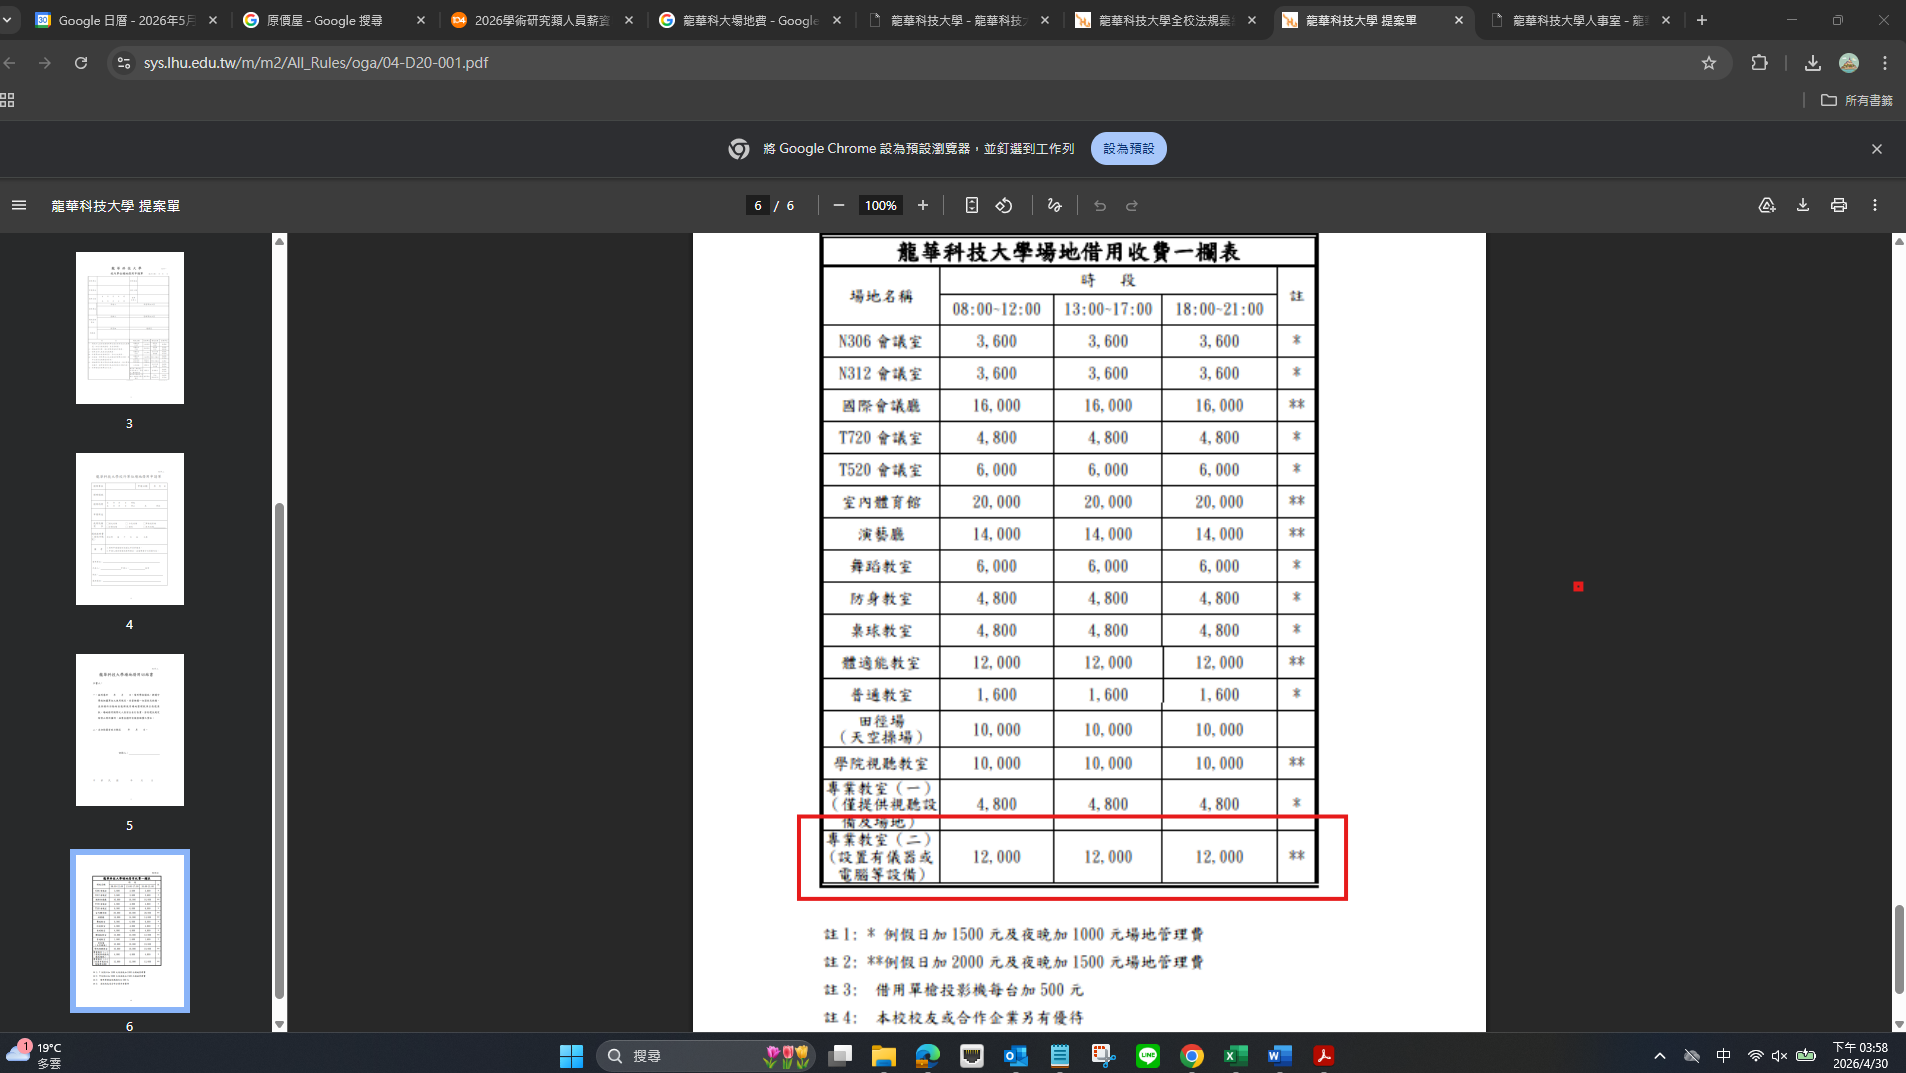 Google 日曆 - 2026年5月
原價屋 - Google 搜尋
2026學術研究類人員薪資
龍華科大場地費 - Google
龍華科技大學 - 龍華科技大
龍華科技大學全校法規彙
龍華科技大學 提案單
龍華科技大學人事室 - 龍
sys.lhu.edu.tw/m/m2/All_Rules/oga/04-D20-001.pdf
所有書籤
將 Google Chrome 設為預設瀏覽器，並釘選到工作列
設為預設
龍華科技大學 提案單
6 / 6
100%
3
4
5
6
龍華科技大學場地借用收費一欄表
場地名稱 時 段 註
08:00~12:00 13:00~17:00 18:00~21:00
N306 會議室 3,600 3,600 3,600 *
N312 會議室 3,600 3,600 3,600 *
國際會議廳 16,000 16,000 16,000 **
T720 會議室 4,800 4,800 4,800 *
T520 會議室 6,000 6,000 6,000 *
室內體育館 20,000 20,000 20,000 **
演藝廳 14,000 14,000 14,000 **
舞蹈教室 6,000 6,000 6,000 *
防身教室 4,800 4,800 4,800 *
桌球教室 4,800 4,800 4,800 *
體適能教室 12,000 12,000 12,000 **
普通教室 1,600 1,600 1,600 *
田徑場
（天空操場） 10,000 10,000 10,000
學院視聽教室 10,000 10,000 10,000 **
專業教室（一）
（僅提供視聽設 4,800 4,800 4,800 *
備及場地）
專業教室（二）
（設置有儀器或 12,000 12,000 12,000 **
電腦等設備）
註 1：* 例假日加 1500 元及夜晚加 1000 元場地管理費
註 2：**例假日加 2000 元及夜晚加 1500 元場地管理費
註 3： 借用單槍投影機每台加 500 元
註 4： 本校校友或合作企業另有優待
1
19°C
多雲
搜尋
中
下午 03:58
2026/4/30